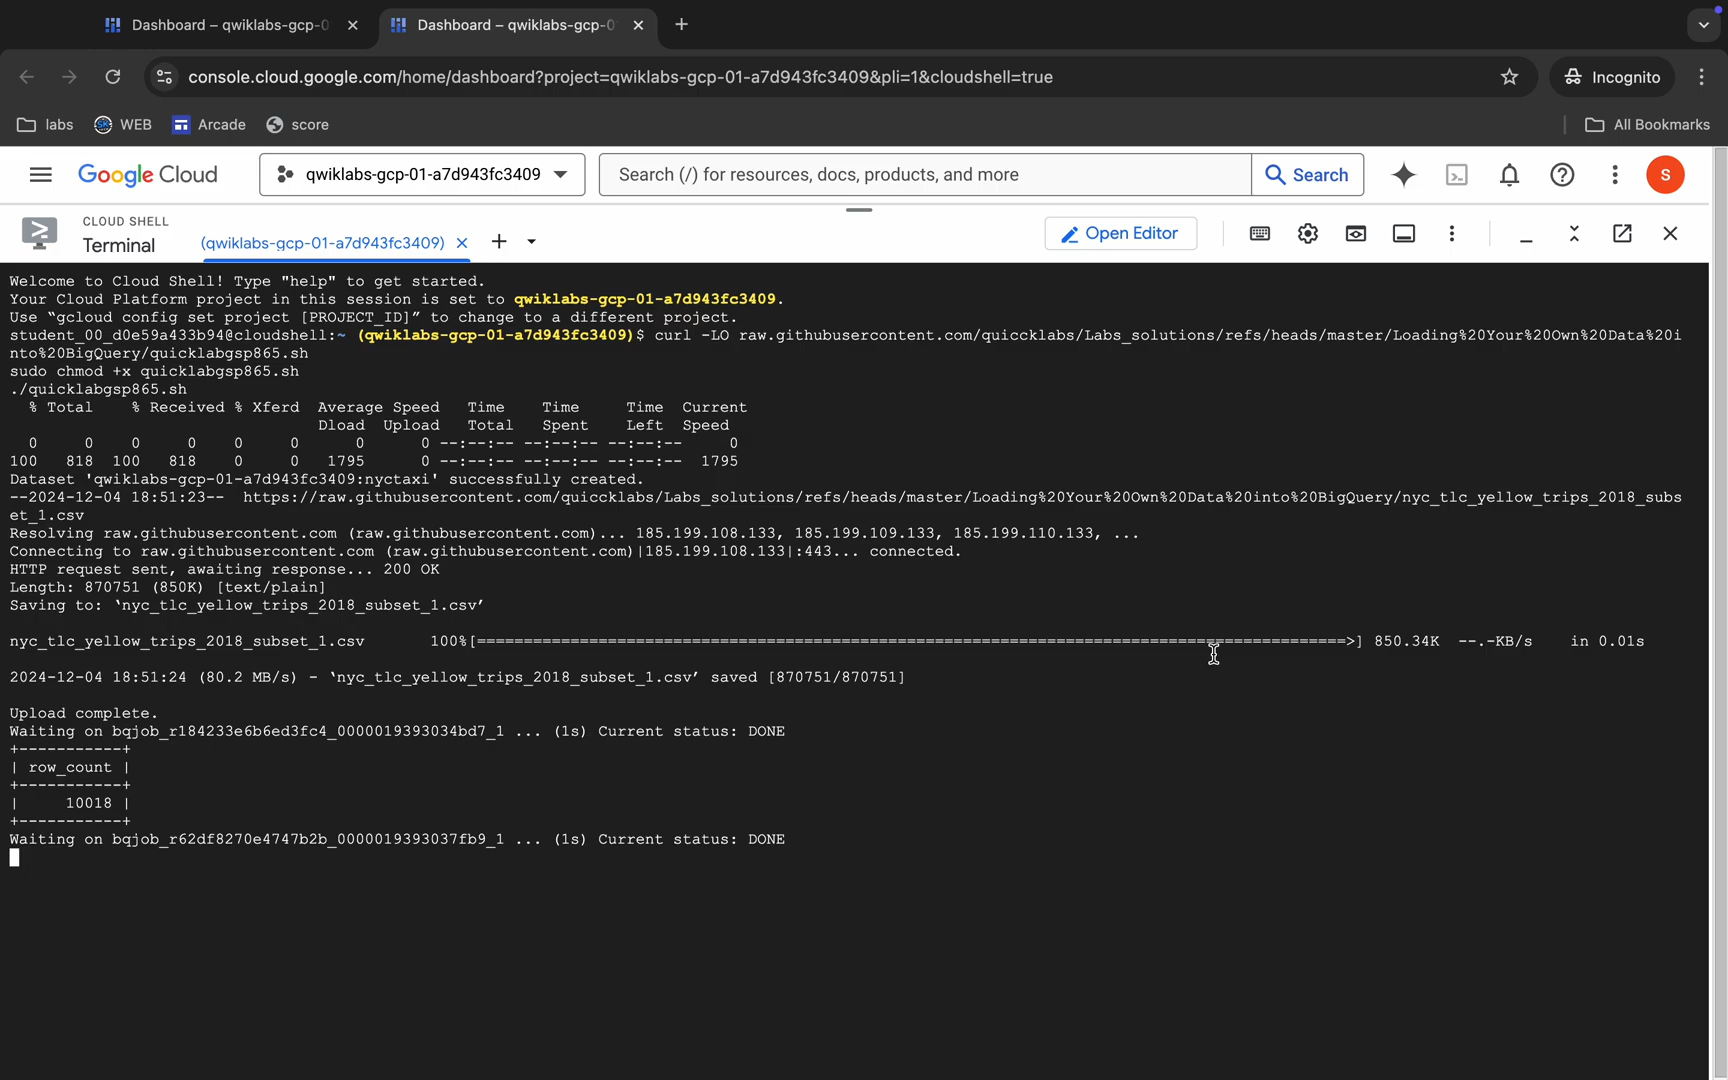 Dashboard – qwiklabs-gcp-0
Dashboard – qwiklabs-gcp-0
console.cloud.google.com/home/dashboard?project=qwiklabs-gcp-01-a7d943fc3409&pli=1&cloudshell=true
Incognito
labs
WEB
Arcade
score
All Bookmarks
Google Cloud
qwiklabs-gcp-01-a7d943fc3409
Search (/) for resources, docs, products, and more
Search
S
CLOUD SHELL
Terminal
(qwiklabs-gcp-01-a7d943fc3409)
Open Editor
Welcome to Cloud Shell! Type "help" to get started.
Your Cloud Platform project in this session is set to qwiklabs-gcp-01-a7d943fc3409.
Use “gcloud config set project [PROJECT_ID]” to change to a different project.
student_00_d0e59a433b94@cloudshell:~ (qwiklabs-gcp-01-a7d943fc3409)$ curl -LO raw.githubusercontent.com/quiccklabs/Labs_solutions/refs/heads/master/Loading%20Your%20Own%20Data%20i
nto%20BigQuery/quicklabgsp865.sh
sudo chmod +x quicklabgsp865.sh
./quicklabgsp865.sh
  % Total    % Received % Xferd  Average Speed   Time    Time     Time  Current
                                 Dload  Upload   Total   Spent    Left  Speed
  0     0    0     0    0     0      0      0 --:--:-- --:--:-- --:--:--     0
100   818  100   818    0     0   1795      0 --:--:-- --:--:-- --:--:--  1795
Dataset 'qwiklabs-gcp-01-a7d943fc3409:nyctaxi' successfully created.
--2024-12-04 18:51:23--  https://raw.githubusercontent.com/quiccklabs/Labs_solutions/refs/heads/master/Loading%20Your%20Own%20Data%20into%20BigQuery/nyc_tlc_yellow_trips_2018_subs
et_1.csv
Resolving raw.githubusercontent.com (raw.githubusercontent.com)... 185.199.108.133, 185.199.109.133, 185.199.110.133, ...
Connecting to raw.githubusercontent.com (raw.githubusercontent.com)|185.199.108.133|:443... connected.
HTTP request sent, awaiting response... 200 OK
Length: 870751 (850K) [text/plain]
Saving to: ‘nyc_tlc_yellow_trips_2018_subset_1.csv’
nyc_tlc_yellow_trips_2018_subset_1.csv       100%[=============================================================================================>] 850.34K  --.-KB/s    in 0.01s
2024-12-04 18:51:24 (80.2 MB/s) - ‘nyc_tlc_yellow_trips_2018_subset_1.csv’ saved [870751/870751]
Upload complete.
Waiting on bqjob_r184233e6b6ed3fc4_0000019393034bd7_1 ... (1s) Current status: DONE
+-----------+
| row_count |
+-----------+
|     10018 |
+-----------+
Waiting on bqjob_r62df8270e4747b2b_0000019393037fb9_1 ... (1s) Current status: DONE